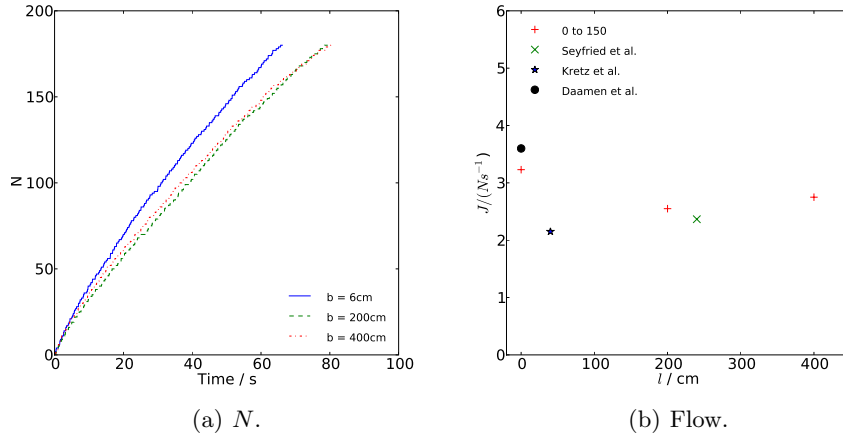 200
150
100
50
0
N
0 20 40 60 80 100
Time / s
b = 6cm
b = 200cm
b = 400cm
(a) N.
6
5
4
3
2
1
0
J/(Ns⁻¹)
0 100 200 300 400
l / cm
0 to 150
Seyfried et al.
Kretz et al.
Daamen et al.
(b) Flow.